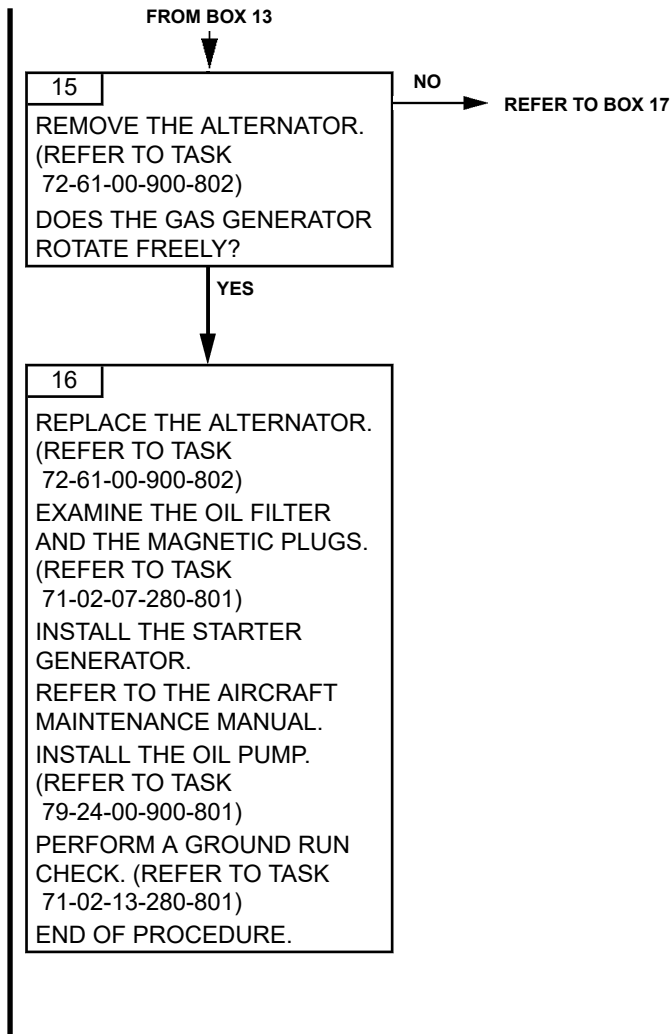 FROM BOX 13
15
REMOVE THE ALTERNATOR.
(REFER TO TASK
72-61-00-900-802)
DOES THE GAS GENERATOR
ROTATE FREELY?
NO
REFER TO BOX 17
YES
16
REPLACE THE ALTERNATOR.
(REFER TO TASK
72-61-00-900-802)
EXAMINE THE OIL FILTER
AND THE MAGNETIC PLUGS.
(REFER TO TASK
71-02-07-280-801)
INSTALL THE STARTER
GENERATOR.
REFER TO THE AIRCRAFT
MAINTENANCE MANUAL.
INSTALL THE OIL PUMP.
(REFER TO TASK
79-24-00-900-801)
PERFORM A GROUND RUN
CHECK. (REFER TO TASK
71-02-13-280-801)
END OF PROCEDURE.